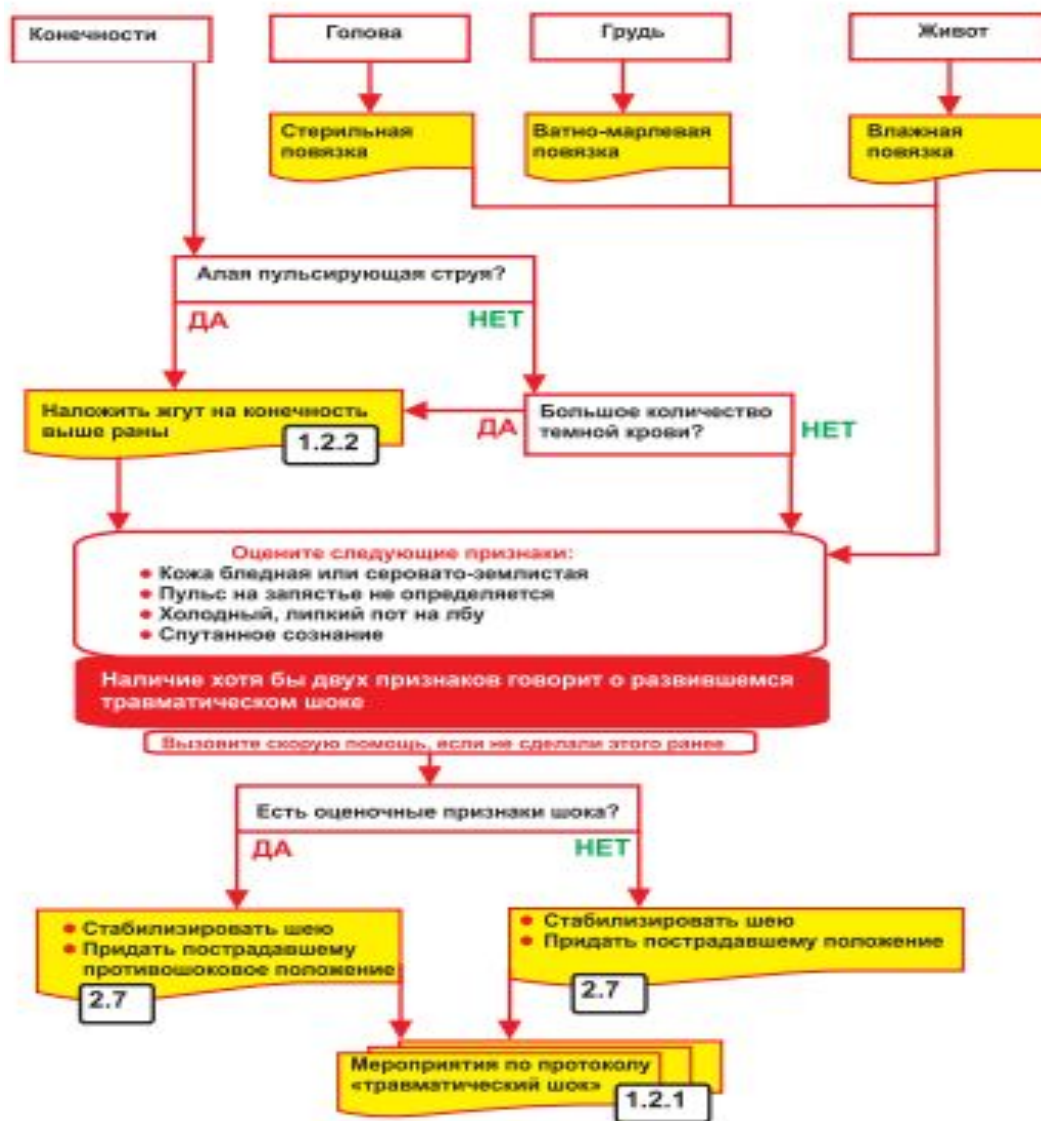 Конечности
Голова
Грудь
Живот
Стерильная
повязка
Ватно-марлевая
повязка
Влажная
повязка
Алая пульсирующая струя?
ДА
НЕТ
Наложить жгут на конечность
выше раны
1.2.2
Большое количество
темной крови?
ДА
НЕТ
Оцените следующие признаки:
● Кожа бледная или серовато-землистая
● Пульс на запястье не определяется
● Холодный, липкий пот на лбу
● Спутанное сознание
Наличие хотя бы двух признаков говорит о развившемся
травматическом шоке
Вызовите скорую помощь, если не сделали этого ранее
Есть оценочные признаки шока?
ДА
НЕТ
● Стабилизировать шею
● Придать пострадавшему
противошоковое положение
2.7
● Стабилизировать шею
● Придать пострадавшему положение
2.7
Мероприятия по протоколу
«травматический шок»
1.2.1